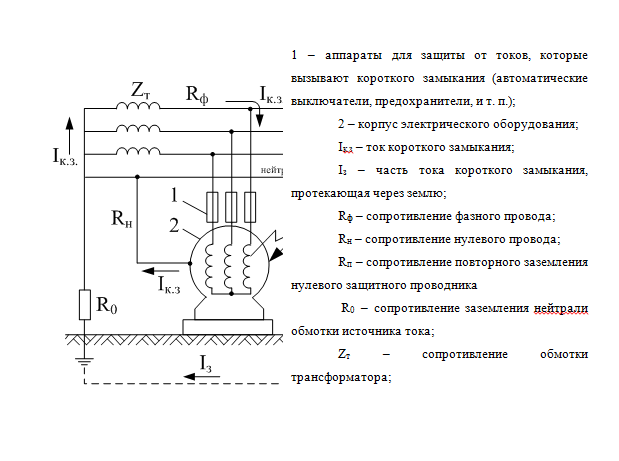 Zт
Rф
Iк.з
Iк.з.
нейтр
1
Rн
2
Iк.з
R0
Iз
1 – аппараты для защиты от токов, которые
вызывают короткого замыкания (автоматические
выключатели, предохранители, и т. п.);
2 – корпус электрического оборудования;
Iк.з – ток короткого замыкания;
Iз – часть тока короткого замыкания,
протекающая через землю;
Rф – сопротивление фазного провода;
Rн – сопротивление нулевого провода;
Rп – сопротивление повторного заземления
нулевого защитного проводника
R0 – сопротивление заземления нейтрали
обмотки источника тока;
Zт – сопротивление обмотки
трансформатора;